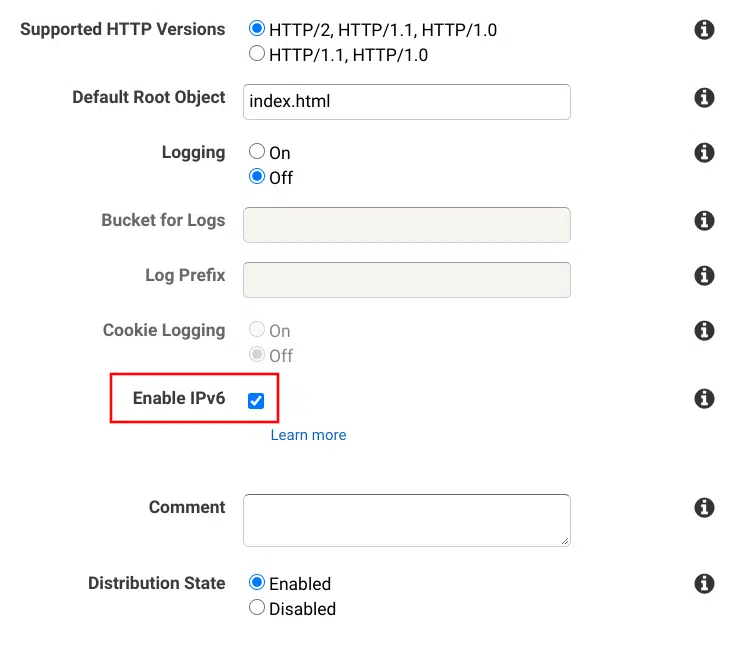 Supported HTTP Versions HTTP/2, HTTP/1.1, HTTP/1.0
HTTP/1.1, HTTP/1.0
Default Root Object index.html
Logging On
Off
Bucket for Logs
Log Prefix
Cookie Logging On
Off
Enable IPv6
Learn more
Comment
Distribution State Enabled
Disabled